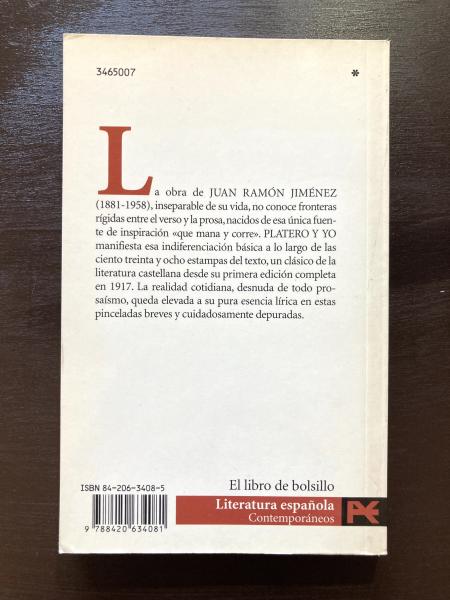 3465007
*
La obra de JUAN RAMÓN JIMÉNEZ
(1881-1958), inseparable de su vida, no conoce fronteras
rígidas entre el verso y la prosa, nacidos de esa única fuen-
te de inspiración «que mana y corre». PLATERO Y YO
manifiesta esa indiferenciación básica a lo largo de las
ciento treinta y ocho estampas del texto, un clásico de la
literatura castellana desde su primera edición completa
en 1917. La realidad cotidiana, desnuda de todo pro-
saísmo, queda elevada a su pura esencia lírica en estas
pinceladas breves y cuidadosamente depuradas.
El libro de bolsillo
ISBN 84-206-3408-5
Literatura española
Contemporáneos
9 788420 634081